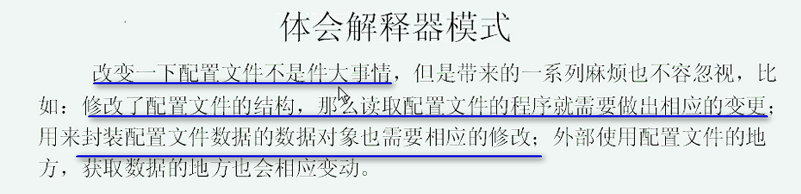 体会解释器模式
改变一下配置文件不是件大事情，但是带来的一系列麻烦也不容忽视，比
如：修改了配置文件的结构，那么读取配置文件的程序就需要做出相应的变更；
用来封装配置文件数据的数据对象也需要相应的修改；外部使用配置文件的地
方，获取数据的地方也会相应变动。